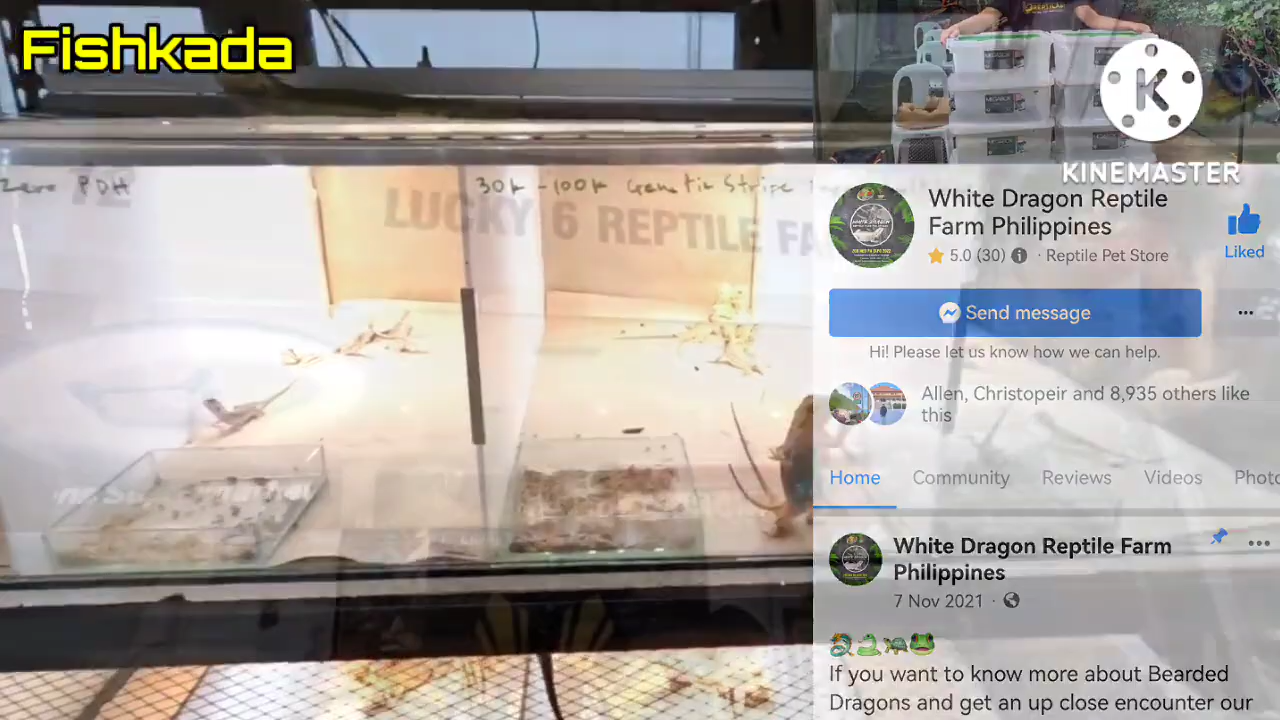 Fishkada
Zero PDH
30k - 100k Genetic Stripe
LUCKY 6 REPTILE FA
KINEMASTER
White Dragon Reptile
Farm Philippines
5.0 (30) · Reptile Pet Store
Liked
Send message
Hi! Please let us know how we can help.
Allen, Christopeir and 8,935 others like
this
Home Community Reviews Videos Photo
White Dragon Reptile Farm
Philippines
7 Nov 2021 ·
If you want to know more about Bearded
Dragons and get an up close encounter our